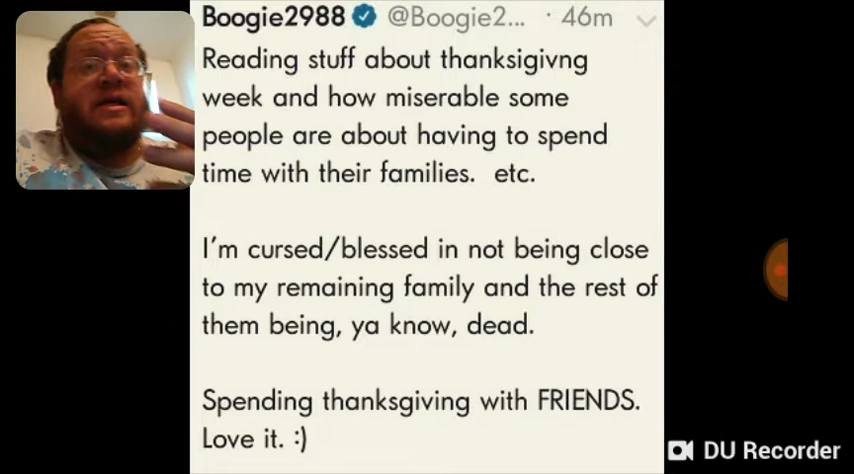 Boogie2988 @Boogie2... · 46m
Reading stuff about thanksigivng
week and how miserable some
people are about having to spend
time with their families. etc.
I'm cursed/blessed in not being close
to my remaining family and the rest of
them being, ya know, dead.
Spending thanksgiving with FRIENDS.
Love it. :)
DU Recorder